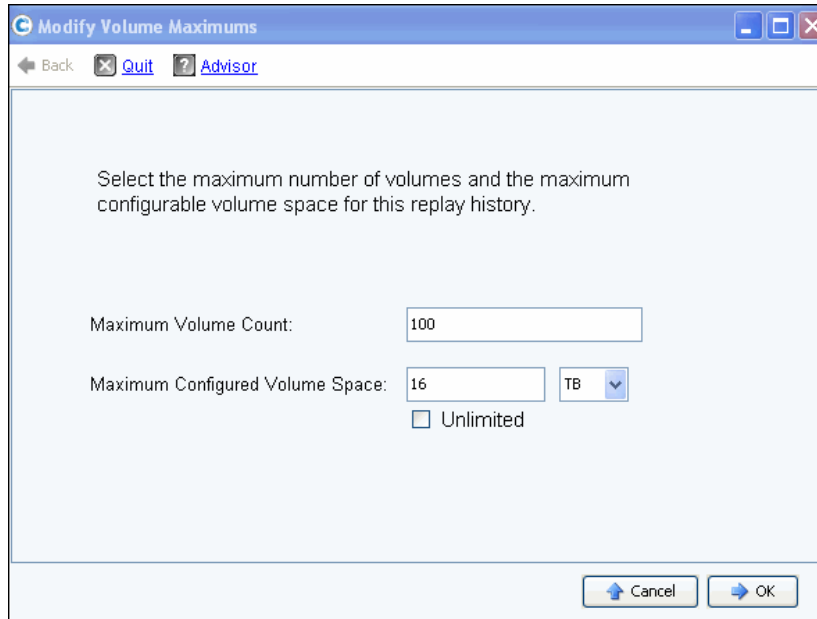 Modify Volume Maximums
Back Quit ? Advisor
Select the maximum number of volumes and the maximum
configurable volume space for this replay history.
Maximum Volume Count: 100
Maximum Configured Volume Space: 16 TB
Unlimited
Cancel OK